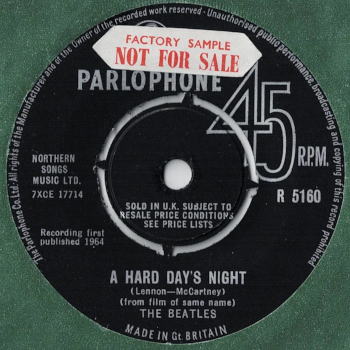 FACTORY SAMPLE
NOT FOR SALE
PARLOPHONE
45
R.P.M.
NORTHERN
SONGS
MUSIC LTD.
7XCE 17714
R 5160
SOLD IN U.K. SUBJECT TO
RESALE PRICE CONDITIONS,
SEE PRICE LISTS
Recording first
published 1964
A HARD DAY'S NIGHT
(Lennon—McCartney)
(from film of same name)
THE BEATLES
MADE IN Gt. BRITAIN
The Parlophone Co. Ltd. All rights of the Manufacturer and of the Owner of the recorded work reserved
Unauthorised public performance, broadcasting and copying of this record prohibited